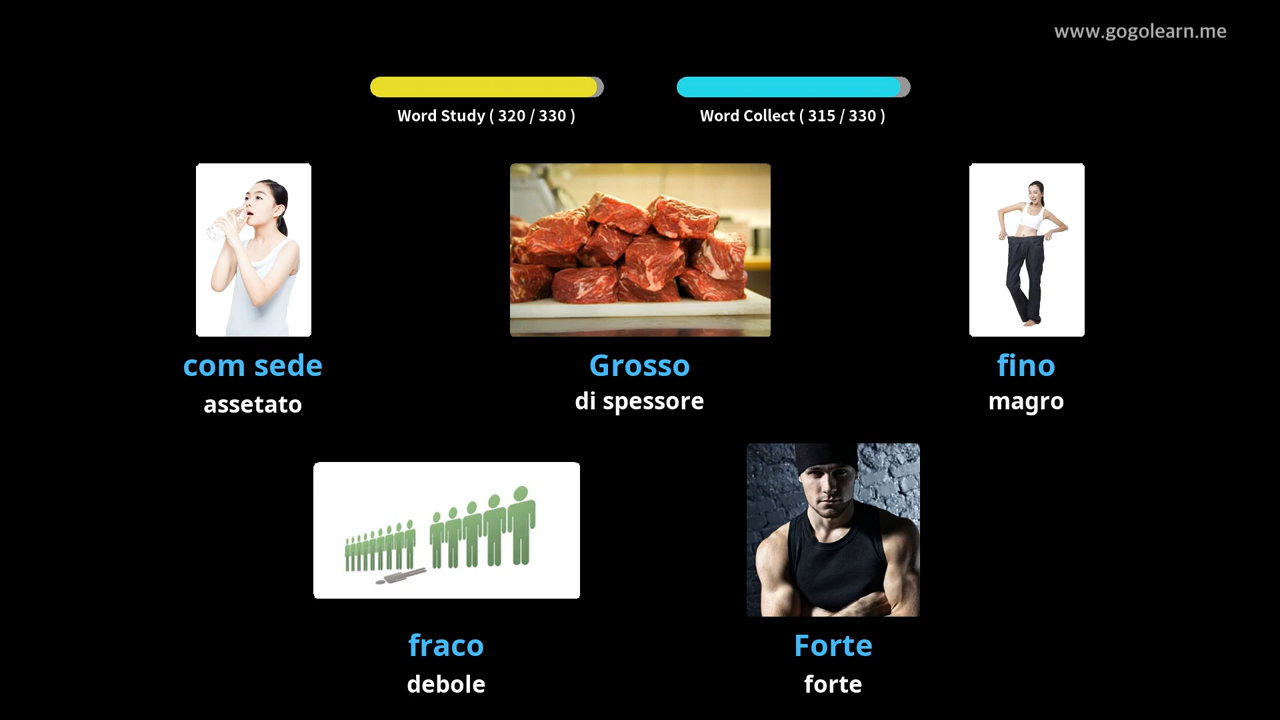 www.gogolearn.me
Word Study ( 320 / 330 )
Word Collect ( 315 / 330 )
com sede
assetato
Grosso
di spessore
fino
magro
fraco
debole
Forte
forte